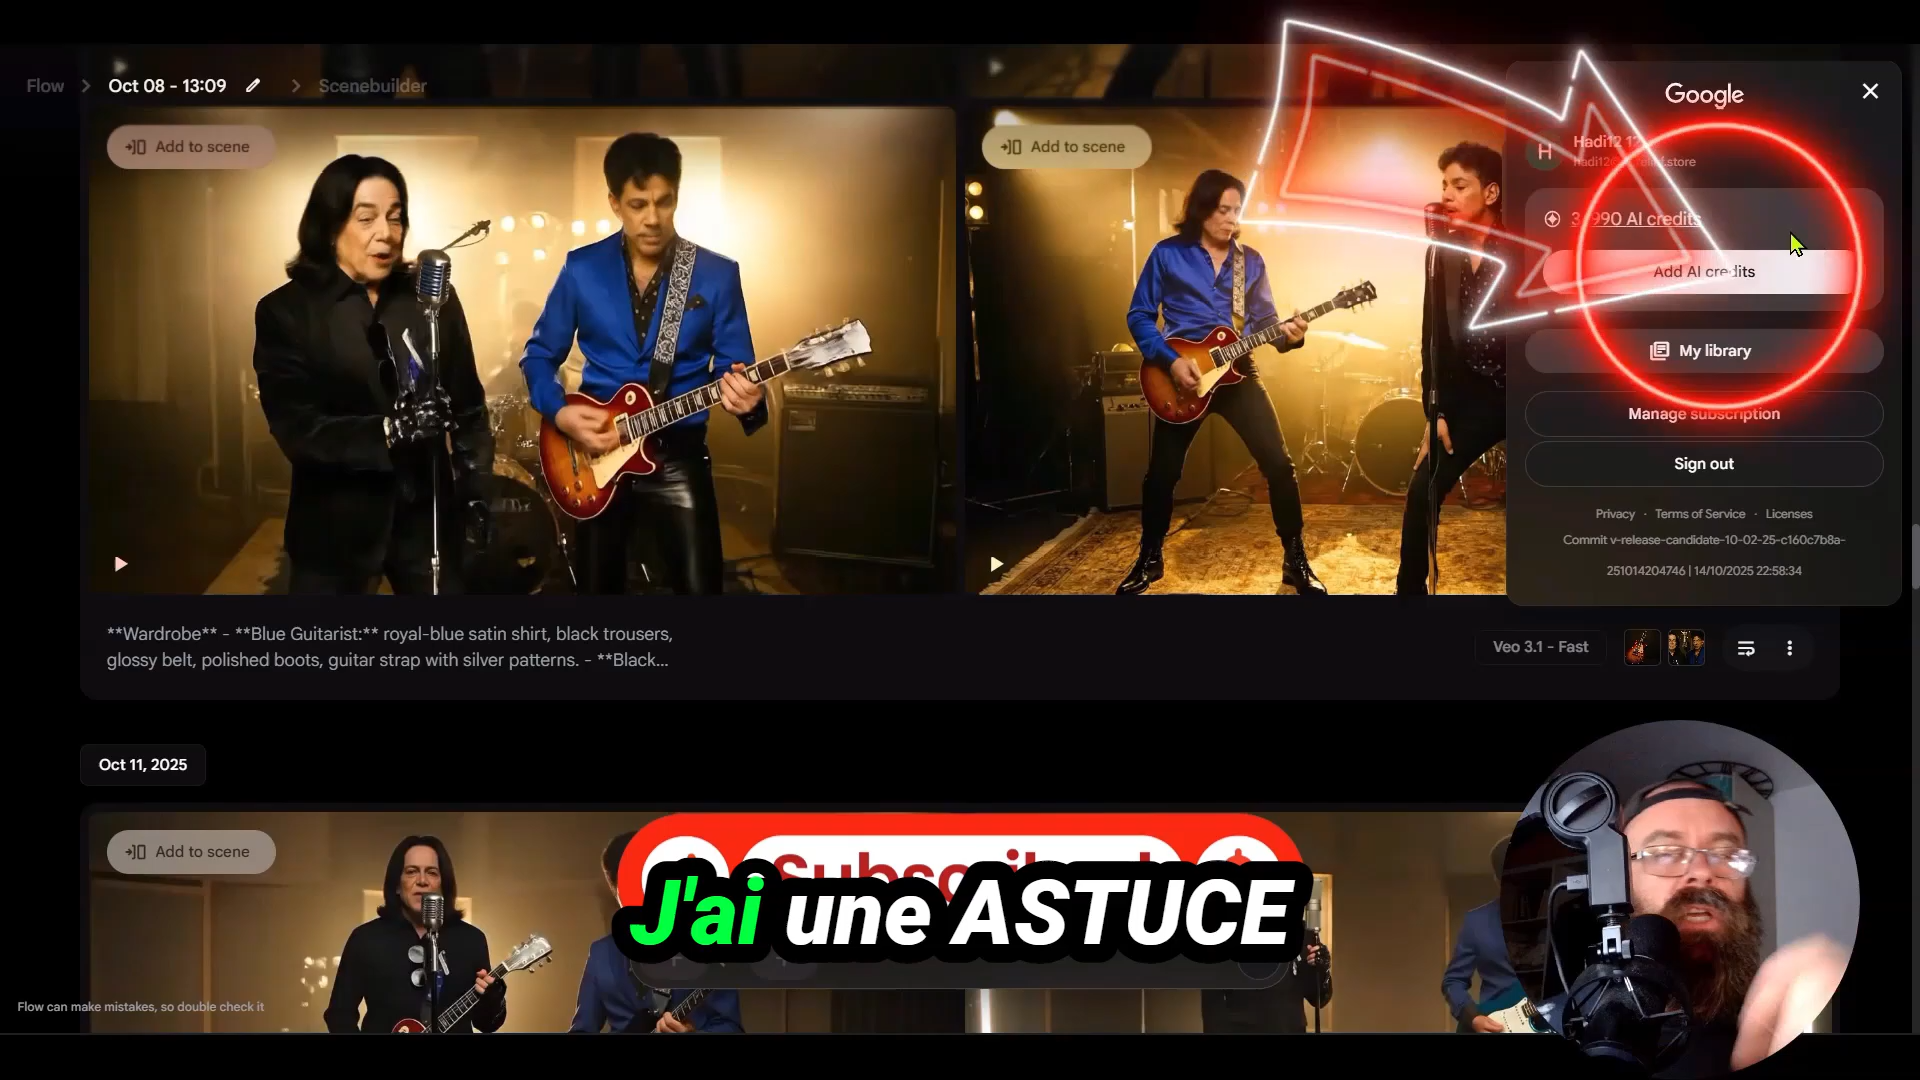 Flow
Oct 08 - 13:09
Scenebuilder
Google
Add to scene
Add to scene
H
Hadi12
AI credits
Add AI credits
My library
Manage subscription
Sign out
Privacy · Terms of Service · Licenses
Commit v-release-candidate-10-02-25-c160c7b8a-
251014204746 | 14/10/2025 22:58:34
**Wardrobe** - **Blue Guitarist:** royal-blue satin shirt, black trousers,
glossy belt, polished boots, guitar strap with silver patterns. - **Black...
Veo 3.1 - Fast
Oct 11, 2025
Add to scene
J'ai une ASTUCE
Flow can make mistakes, so double check it